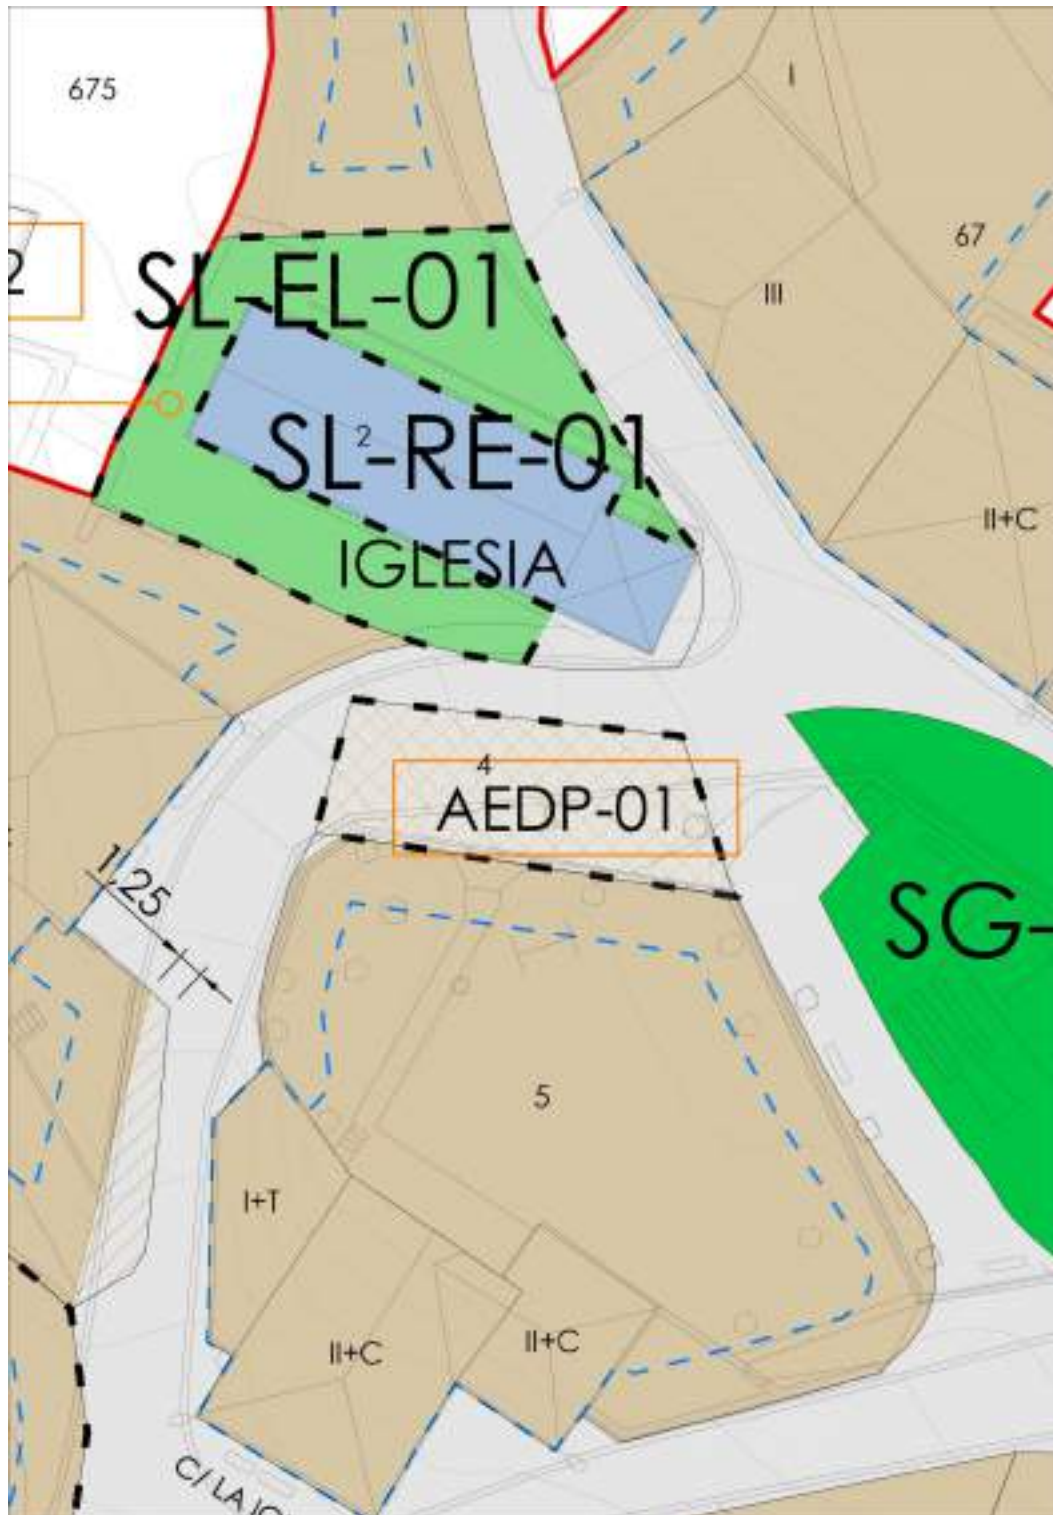 675
I
67
2
SL-EL-01
III
SL-RE-01
2
II+C
IGLESIA
4
AEDP-01
1,25
SG-
5
I+T
II+C
II+C
C/ LA